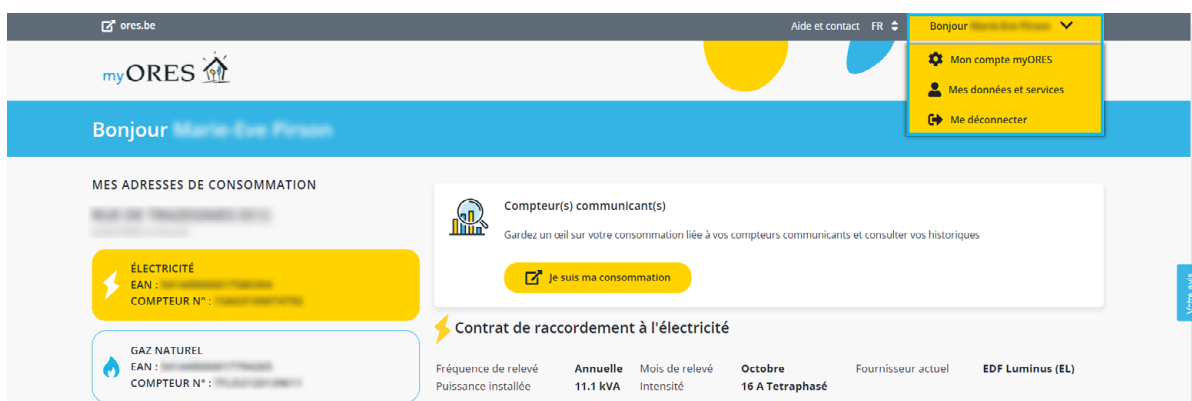 ores.be
Aide et contact FR
Bonjour
Mon compte myORES
Mes données et services
Me déconnecter
myORES
Bonjour
MES ADRESSES DE CONSOMMATION
ÉLECTRICITÉ
EAN :
COMPTEUR N° :
GAZ NATUREL
EAN :
COMPTEUR N° :
Compteur(s) communicant(s)
Gardez un œil sur votre consommation liée à vos compteurs communicants et consulter vos historiques
Je suis ma consommation
Contrat de raccordement à l'électricité
Fréquence de relevé Annuelle Mois de relevé Octobre Fournisseur actuel EDF Luminus (EL)
Puissance installée 11.1 kVA Intensité 16 A Tetraphasé
Votre avis